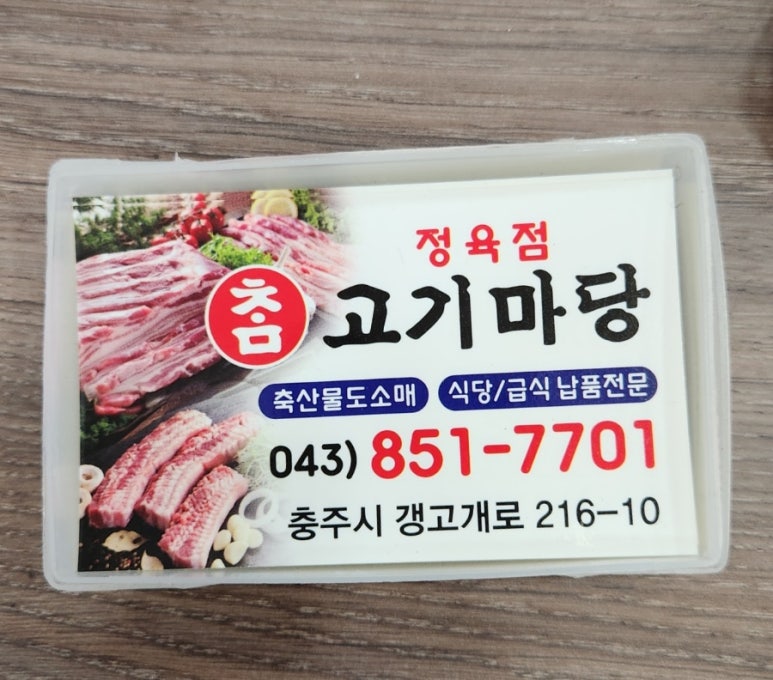 정육점
참 고기마당
축산물도소매 식당/급식 납품전문
043) 851-7701
충주시 갱고개로 216-10